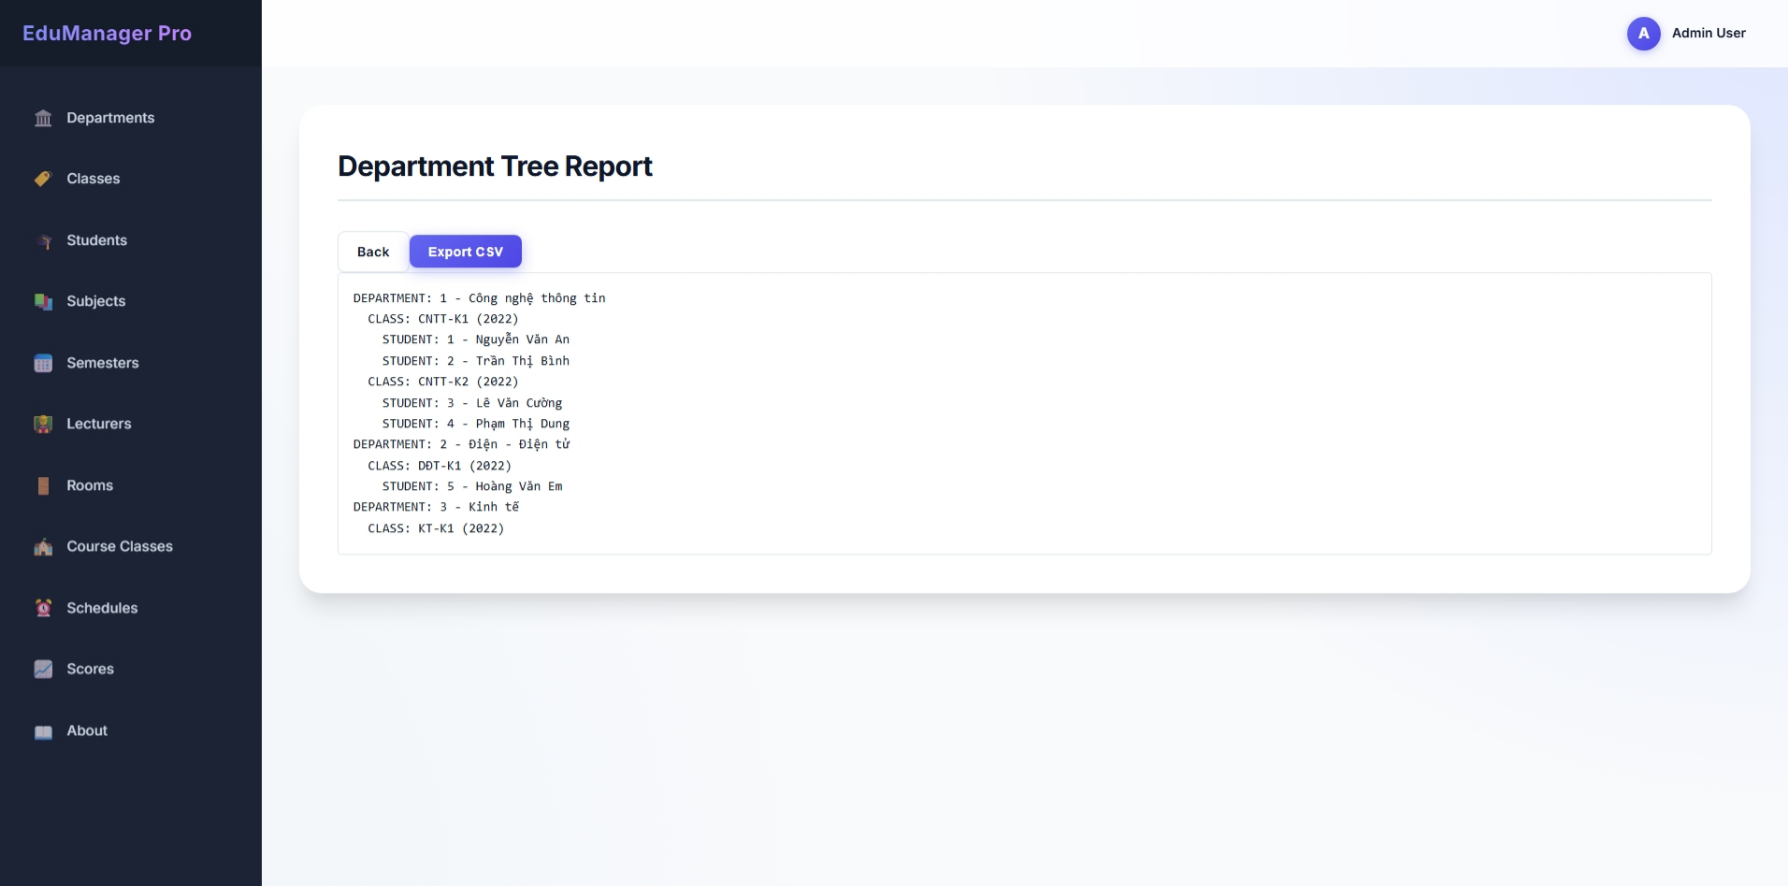 EduManager Pro
A Admin User
Departments
Classes
Students
Subjects
Semesters
Lecturers
Rooms
Course Classes
Schedules
Scores
About
Department Tree Report
Back Export CSV
DEPARTMENT: 1 - Công nghệ thông tin
CLASS: CNTT-K1 (2022)
STUDENT: 1 - Nguyễn Văn An
STUDENT: 2 - Trần Thị Bình
CLASS: CNTT-K2 (2022)
STUDENT: 3 - Lê Văn Cường
STUDENT: 4 - Phạm Thị Dung
DEPARTMENT: 2 - Điện - Điện tử
CLASS: DĐT-K1 (2022)
STUDENT: 5 - Hoàng Văn Em
DEPARTMENT: 3 - Kinh tế
CLASS: KT-K1 (2022)